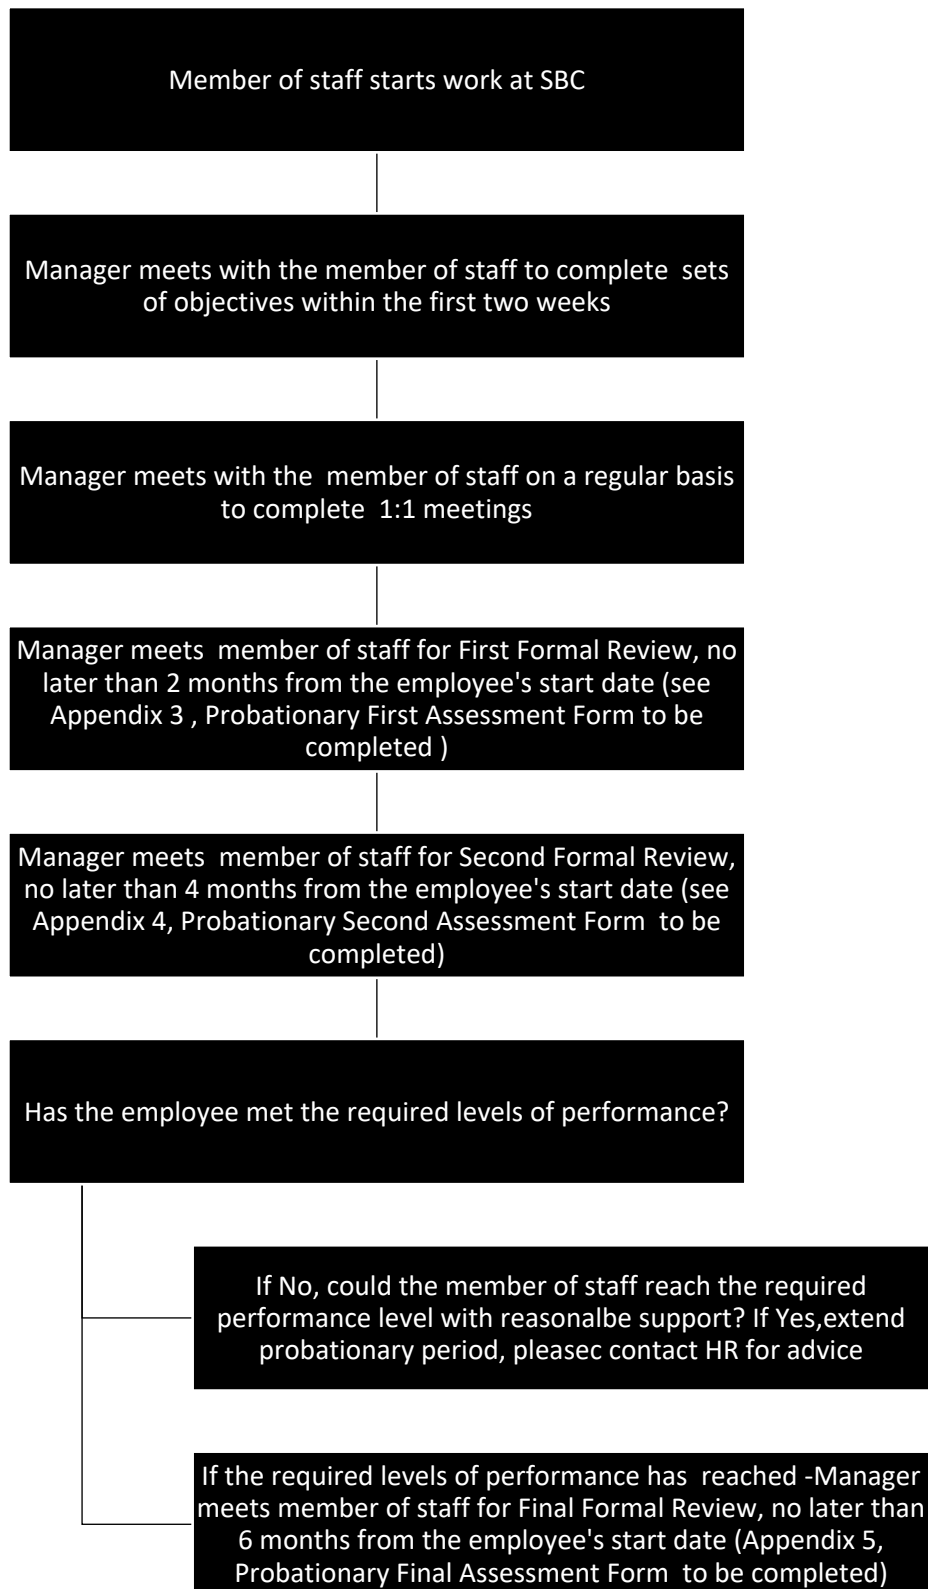 Member of staff starts work at SBC
Manager meets with the member of staff to complete  sets
of objectives within the first two weeks
Manager meets with the  member of staff on a regular basis
to complete  1:1 meetings
Manager meets  member of staff for First Formal Review, no
later than 2 months from the employee's start date (see
Appendix 3 , Probationary First Assessment Form to be
completed )
Manager meets  member of staff for Second Formal Review,
no later than 4 months from the employee's start date (see
Appendix 4, Probationary Second Assessment Form  to be
completed)
Has the employee met the required levels of performance?
If No, could the member of staff reach the required
performance level with reasonalbe support? If Yes,extend
probationary period, pleasec contact HR for advice
If the required levels of performance has  reached -Manager
meets member of staff for Final Formal Review, no later than
6 months from the employee's start date (Appendix 5,
Probationary Final Assessment Form  to be completed)